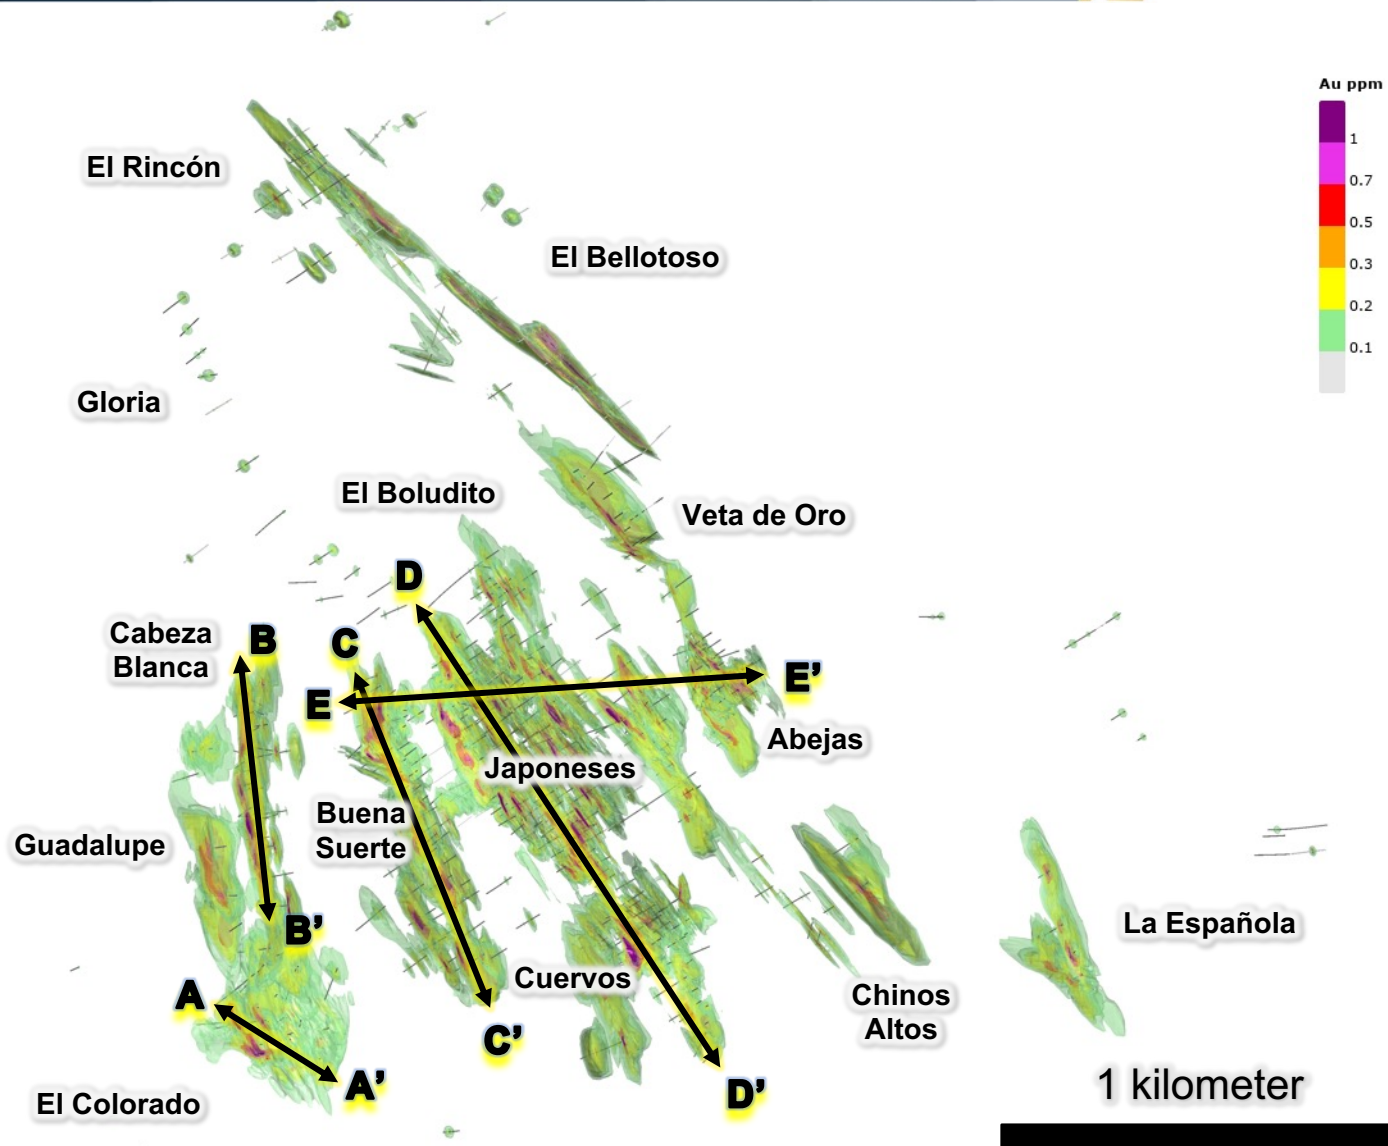 Au ppm
1
0.7
0.5
0.3
0.2
0.1
El Rincón
El Bellotoso
Gloria
El Boludito
Veta de Oro
D
Cabeza
Blanca
B
C
E
E’
Abejas
Japoneses
Buena
Suerte
Guadalupe
B’
La Española
Cuervos
A
Chinos
Altos
C’
A’
D’
El Colorado
1 kilometer